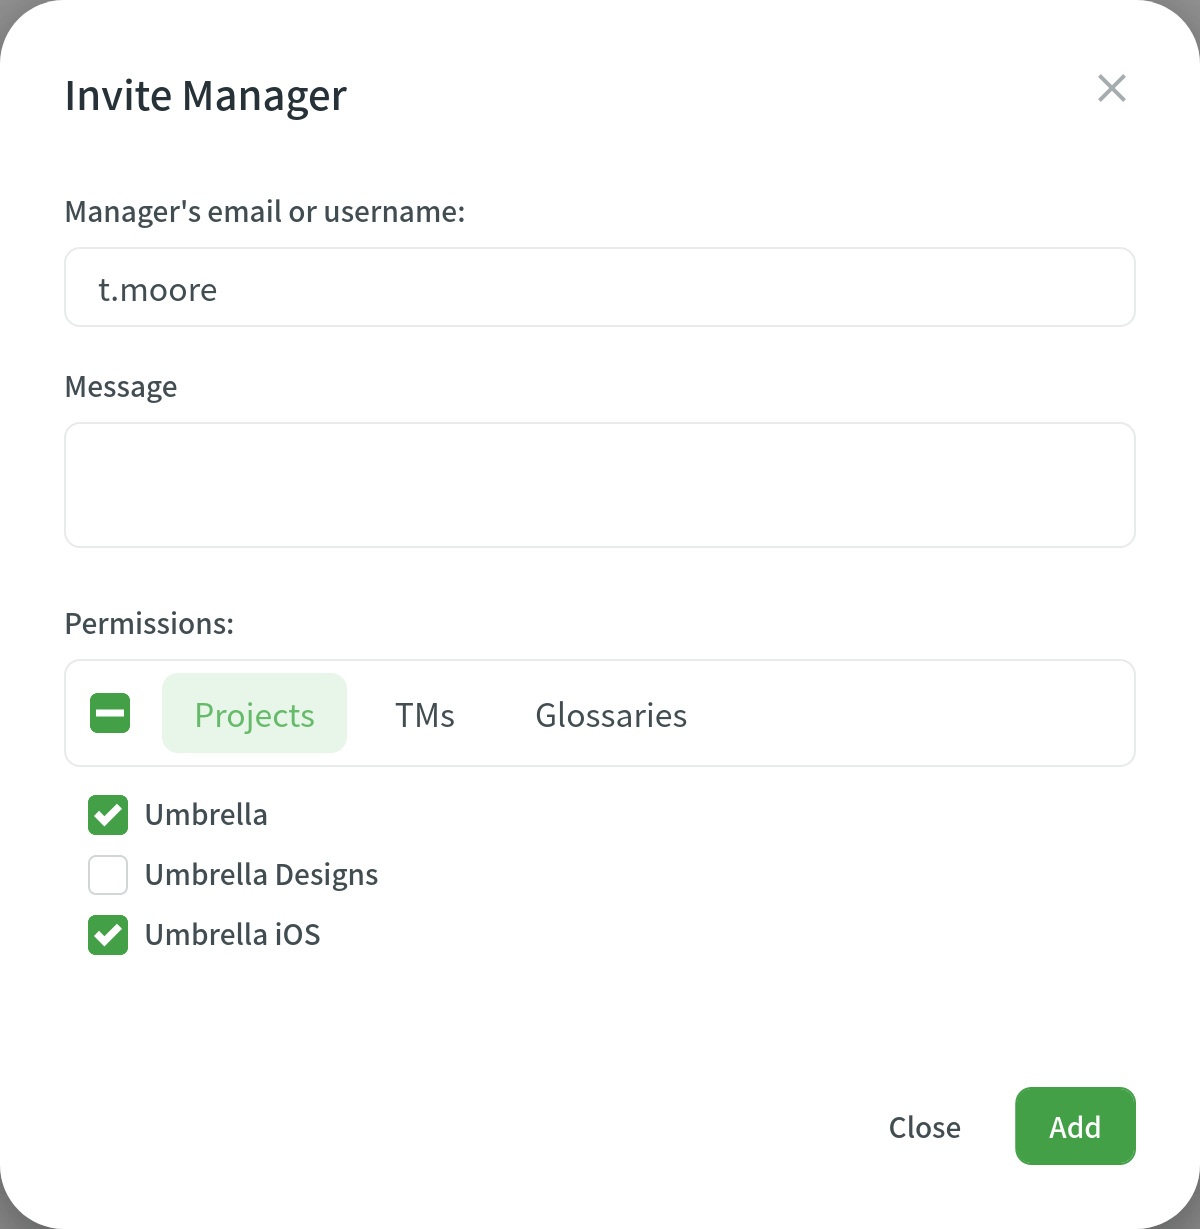 Invite Manager
Manager's email or username:
t.moore
Message
Permissions:
Projects TMs Glossaries
Umbrella
Umbrella Designs
Umbrella iOS
Close Add